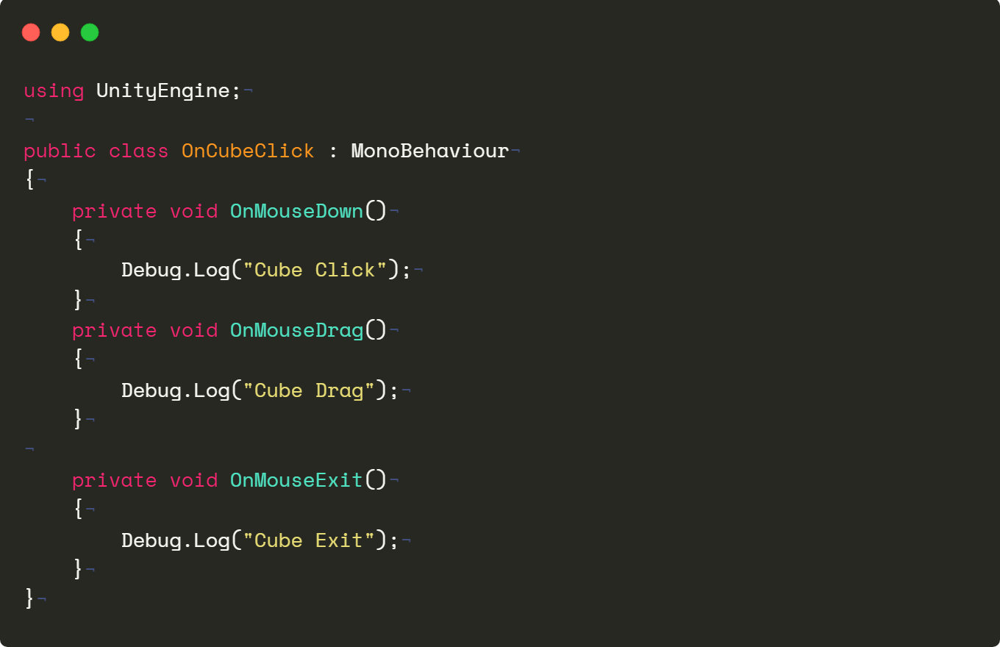 using UnityEngine;¬
¬
public class OnCubeClick : MonoBehaviour¬
{¬
    private void OnMouseDown()¬
    {¬
        Debug.Log("Cube Click");¬
    }¬
    private void OnMouseDrag()¬
    {¬
        Debug.Log("Cube Drag");¬
    }¬
¬
    private void OnMouseExit()¬
    {¬
        Debug.Log("Cube Exit");¬
    }¬
}¬